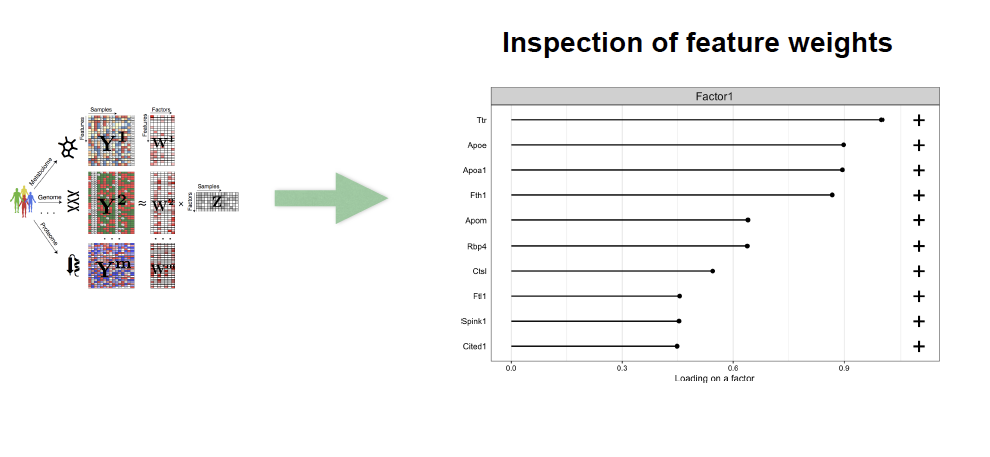 Inspection of feature weights
Samples
Factors
Features
Features
Y1
W1
Metabolome
Genome
. . .
Proteome
Y2
≈
W2
×
Samples
Factors
Z
. . .
. . .
Ym
Wm
Factor1
Ttr
+
Apoe
+
Apoa1
+
Fth1
+
Apom
+
Rbp4
+
Ctsl
+
Ftl1
+
Spink1
+
Cited1
+
0.0
0.3
0.6
0.9
Loading on a factor